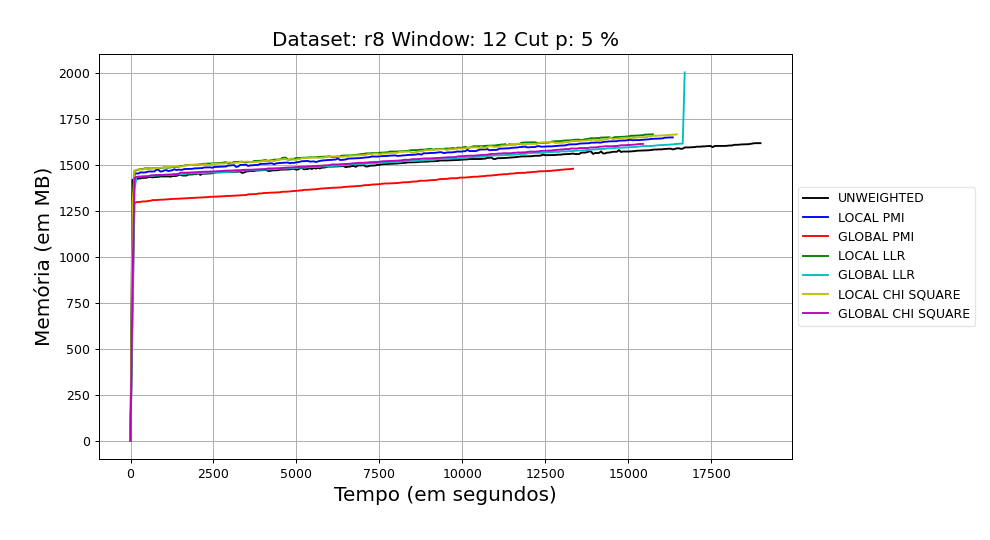 Dataset: r8 Window: 12 Cut p: 5 %
Memória (em MB)
2000
1750
1500
1250
1000
750
500
250
0
0 2500 5000 7500 10000 12500 15000 17500
Tempo (em segundos)
UNWEIGHTED
LOCAL PMI
GLOBAL PMI
LOCAL LLR
GLOBAL LLR
LOCAL CHI SQUARE
GLOBAL CHI SQUARE